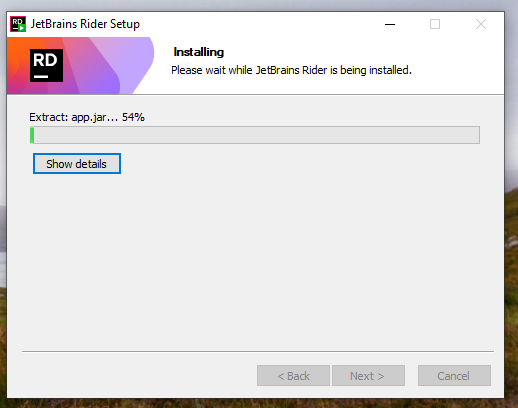 JetBrains Rider Setup
RD
Installing
Please wait while JetBrains Rider is being installed.
Extract: app.jar... 54%
Show details
< Back
Next >
Cancel